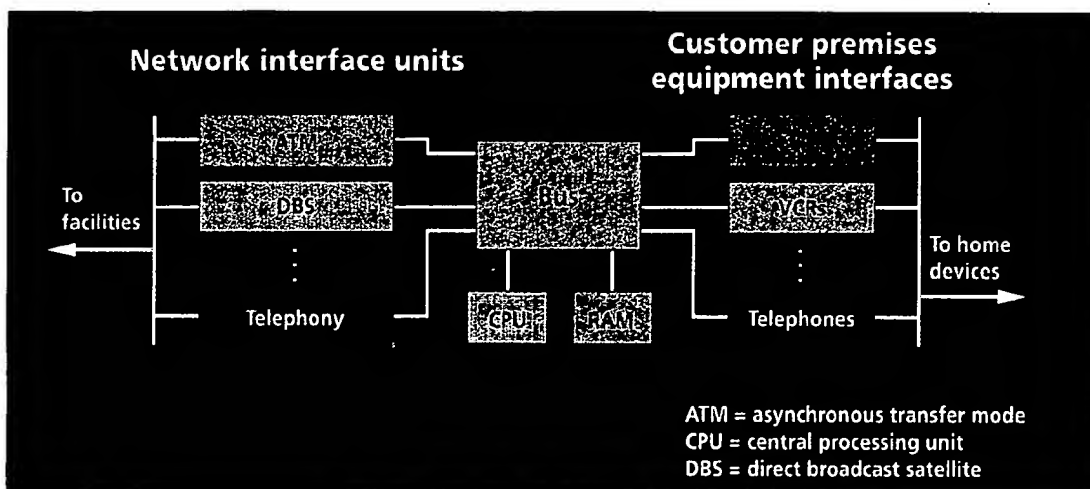 Network interface units
Customer premises
equipment interfaces
ATM
Bus
DBS
VCRs
To
facilities
To home
devices
Telephony
CPU
RAM
Telephones
ATM = asynchronous transfer mode
CPU = central processing unit
DBS = direct broadcast satellite